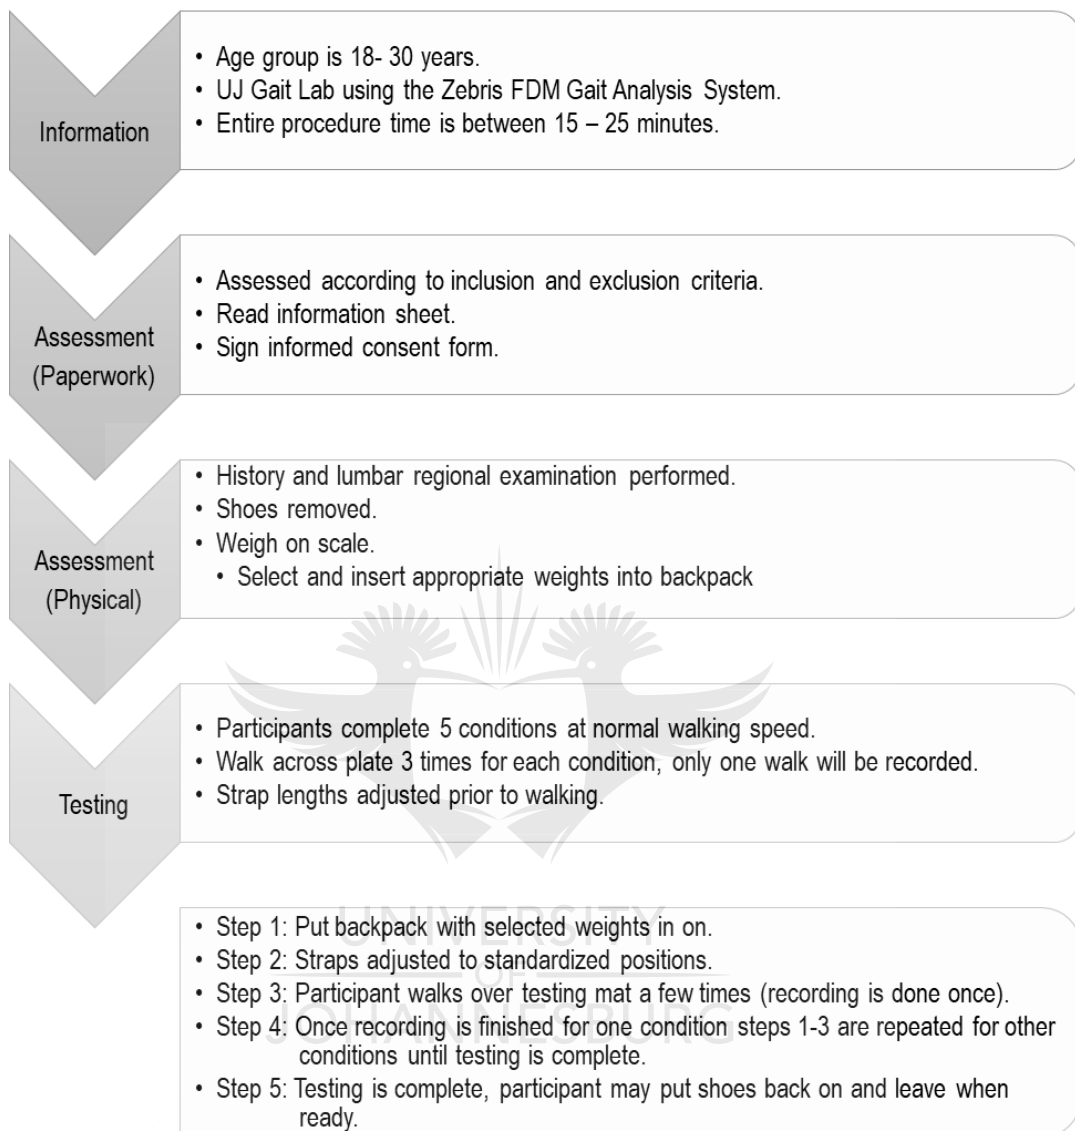 Information
• Age group is 18- 30 years.
• UJ Gait Lab using the Zebris FDM Gait Analysis System.
• Entire procedure time is between 15 – 25 minutes.
Assessment
(Paperwork)
• Assessed according to inclusion and exclusion criteria.
• Read information sheet.
• Sign informed consent form.
Assessment
(Physical)
• History and lumbar regional examination performed.
• Shoes removed.
• Weigh on scale.
• Select and insert appropriate weights into backpack
Testing
• Participants complete 5 conditions at normal walking speed.
• Walk across plate 3 times for each condition, only one walk will be recorded.
• Strap lengths adjusted prior to walking.
• Step 1: Put backpack with selected weights in on.
• Step 2: Straps adjusted to standardized positions.
• Step 3: Participant walks over testing mat a few times (recording is done once).
• Step 4: Once recording is finished for one condition steps 1-3 are repeated for other
conditions until testing is complete.
• Step 5: Testing is complete, participant may put shoes back on and leave when
ready.
UNIVERSITY
OF
JOHANNESBURG